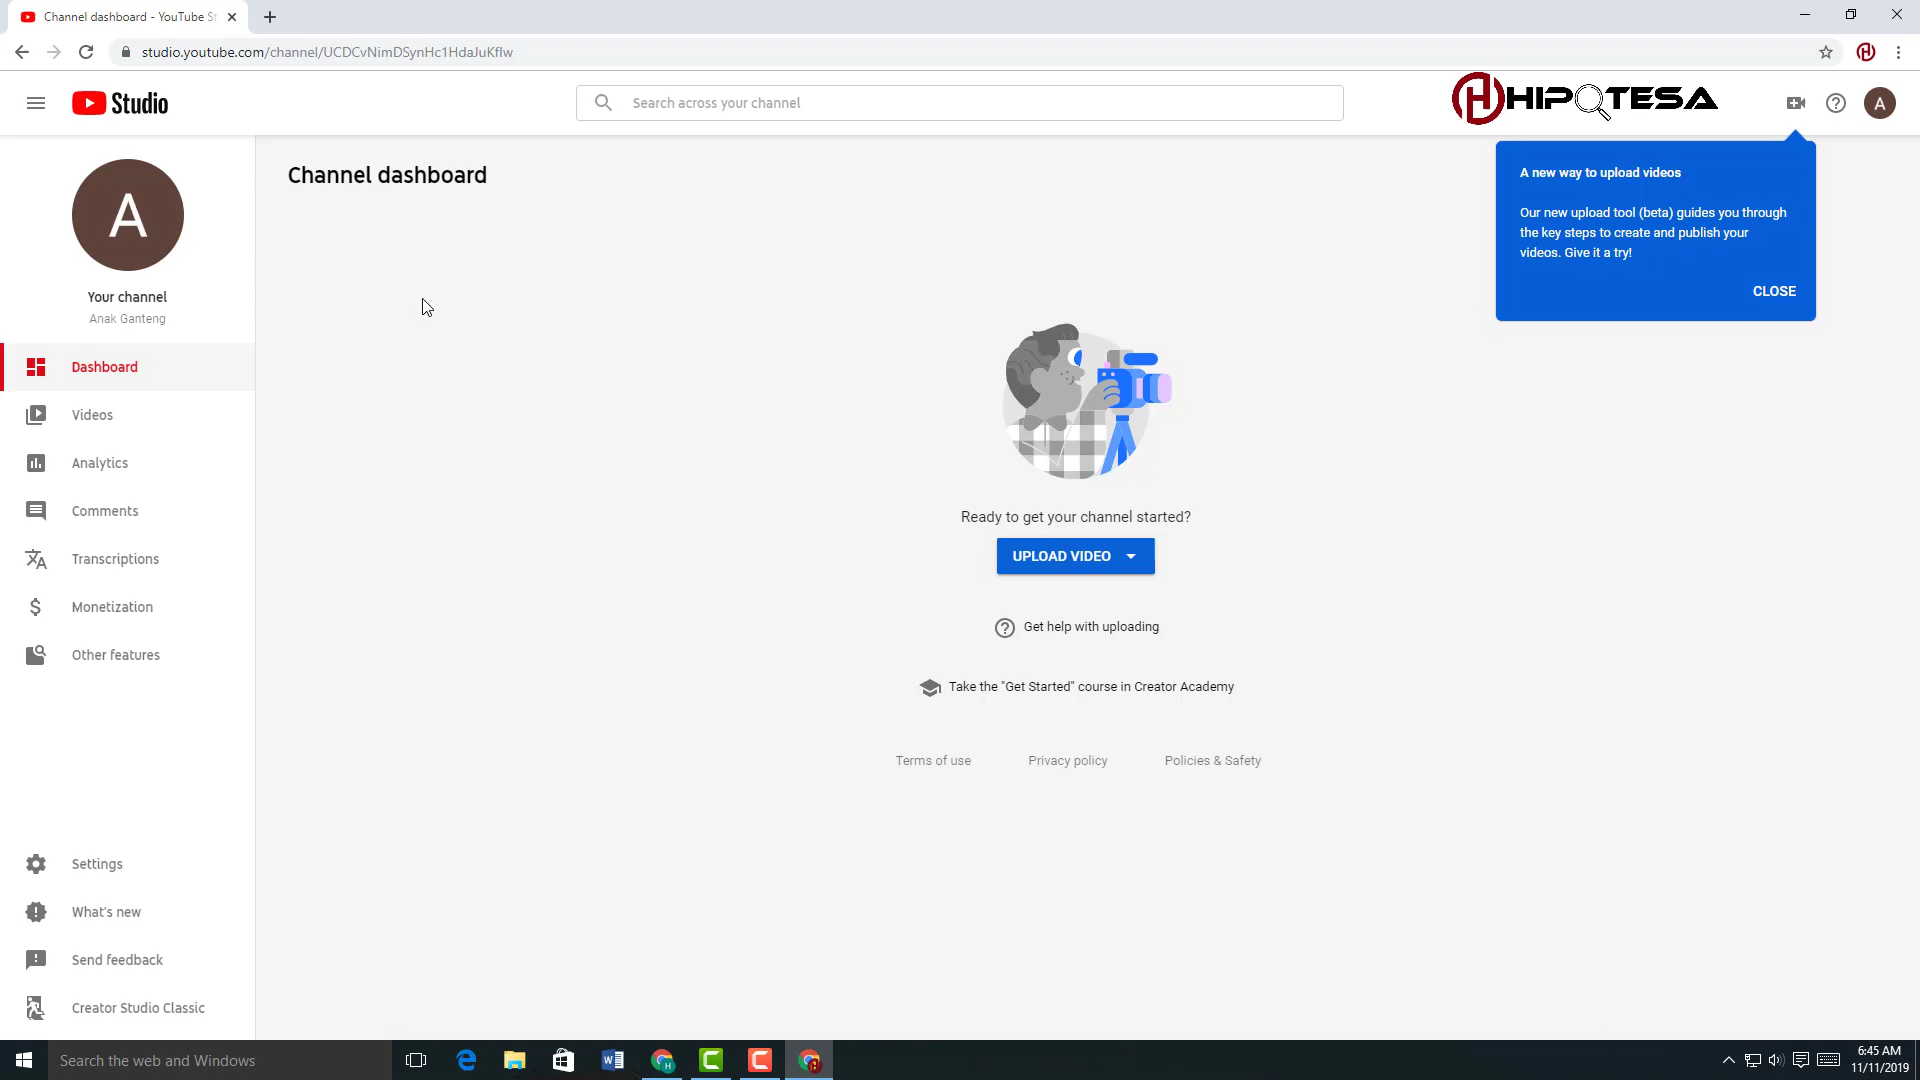 Channel dashboard - YouTube St
studio.youtube.com/channel/UCDCvNimDSynHc1HdaJuKfIw
Studio
Search across your channel
HIPOTESA
A
A
Your channel
Anak Ganteng
Dashboard
Videos
Analytics
Comments
Transcriptions
Monetization
Other features
Settings
What's new
Send feedback
Creator Studio Classic
Channel dashboard
A new way to upload videos
Our new upload tool (beta) guides you through
the key steps to create and publish your
videos. Give it a try!
CLOSE
Ready to get your channel started?
UPLOAD VIDEO
Get help with uploading
Take the "Get Started" course in Creator Academy
Terms of use
Privacy policy
Policies & Safety
Search the web and Windows
6:45 AM
11/11/2019